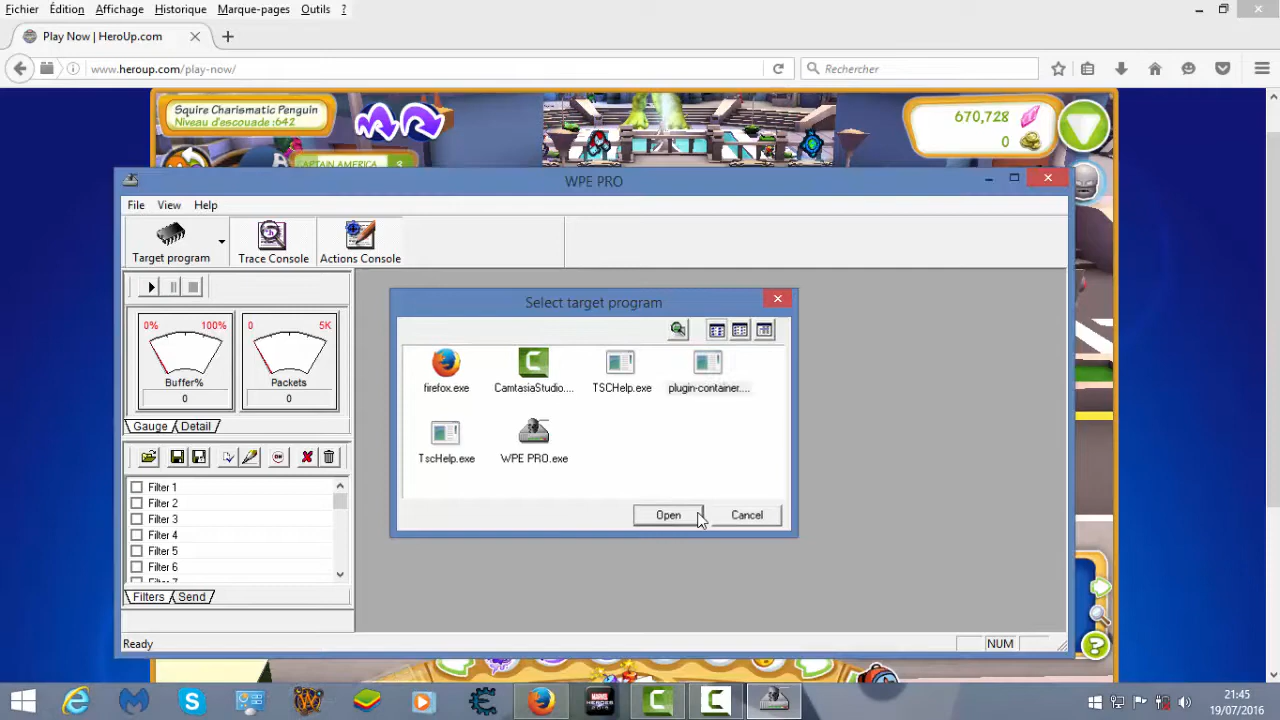 Fichier Édition Affichage Historique Marque-pages Outils ?
Play Now | HeroUp.com
www.heroup.com/play-now/
Rechercher
Squire Charismatic Penguin
Niveau d'escouade :642
670,728
0
WPE PRO
File View Help
Target program
Trace Console
Actions Console
0% 100%
Buffer%
0
0 5K
Packets
0
Gauge Detail
Filter 1
Filter 2
Filter 3
Filter 4
Filter 5
Filter 6
Filters Send
Select target program
firefox.exe
CamtasiaStudio....
TSCHelp.exe
plugin-container....
TscHelp.exe
WPE PRO.exe
Open
Cancel
Ready
NUM
21:45
19/07/2016